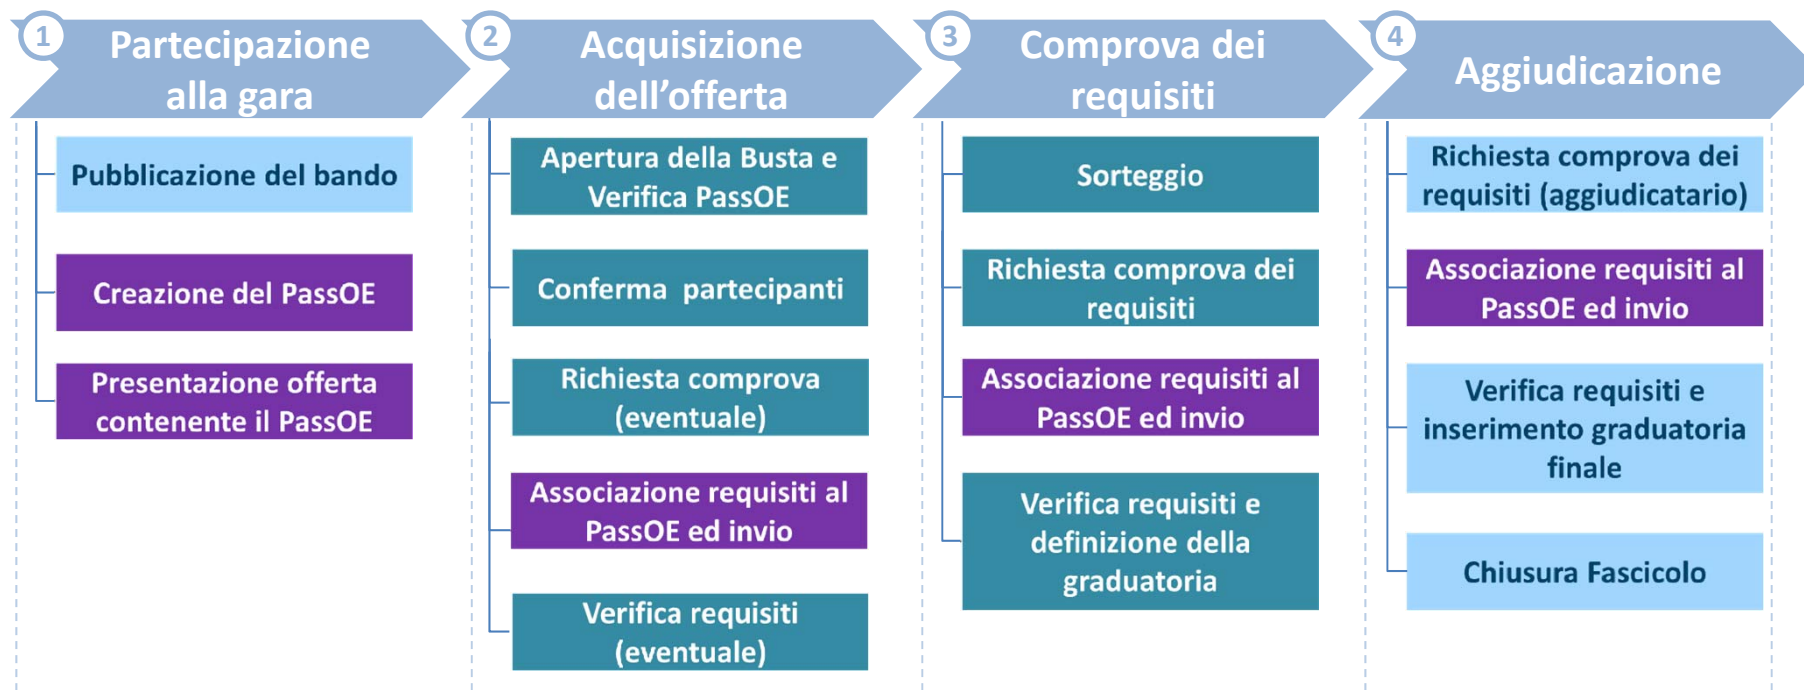 1
Partecipazione
alla gara
Pubblicazione del bando
Creazione del PassOE
Presentazione offerta
contenente il PassOE
2
Acquisizione
dell'offerta
Apertura della Busta e
Verifica PassOE
Conferma partecipanti
Richiesta comprova
(eventuale)
Associazione requisiti al
PassOE ed invio
Verifica requisiti
(eventuale)
3
Comprova dei
requisiti
Sorteggio
Richiesta comprova dei
requisiti
Associazione requisiti al
PassOE ed invio
Verifica requisiti e
definizione della
graduatoria
4
Aggiudicazione
Richiesta comprova dei
requisiti (aggiudicatario)
Associazione requisiti al
PassOE ed invio
Verifica requisiti e
inserimento graduatoria
finale
Chiusura Fascicolo